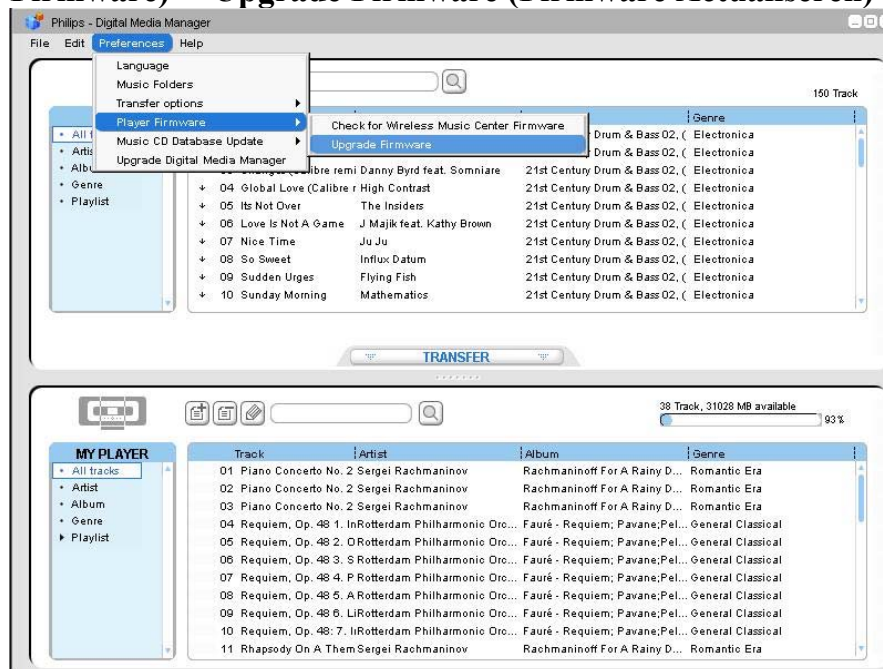 Firmware) → Upgrade Firmware (Firmware Actualiseren)
Philips - Digital Media Manager
File Edit Preferences Help
Language
Music Folders
Transfer options
Player Firmware
Music CD Database Update
Upgrade Digital Media Manager
Check for Wireless Music Center Firmware
Upgrade Firmware
150 Track
Genre
Drum & Bass 02, ( Electronica
Drum & Bass 02, ( Electronica
Danny Byrd feat. Somniare 21st Century Drum & Bass 02, ( Electronica
Genre
Playlist
04 Global Love (Calibre r High Contrast 21st Century Drum & Bass 02, ( Electronica
05 Its Not Over The Insiders 21st Century Drum & Bass 02, ( Electronica
06 Love Is Not A Game J Majik feat. Kathy Brown 21st Century Drum & Bass 02, ( Electronica
07 Nice Time Ju Ju 21st Century Drum & Bass 02, ( Electronica
08 So Sweet Influx Datum 21st Century Drum & Bass 02, ( Electronica
09 Sudden Urges Flying Fish 21st Century Drum & Bass 02, ( Electronica
10 Sunday Morning Mathematics 21st Century Drum & Bass 02, ( Electronica
TRANSFER
38 Track, 31028 MB available
93%
MY PLAYER
Track Artist Album Genre
All tracks
Artist
Album
Genre
Playlist
01 Piano Concerto No. 2 Sergei Rachmaninov Rachmaninoff For A Rainy D... Romantic Era
02 Piano Concerto No. 2 Sergei Rachmaninov Rachmaninoff For A Rainy D... Romantic Era
03 Piano Concerto No. 2 Sergei Rachmaninov Rachmaninoff For A Rainy D... Romantic Era
04 Requiem, Op. 48 1. In Rotterdam Philharmonic Orc... Fauré - Requiem; Pavane;Pel... General Classical
05 Requiem, Op. 48 2. O Rotterdam Philharmonic Orc... Fauré - Requiem; Pavane;Pel... General Classical
06 Requiem, Op. 48 3. S Rotterdam Philharmonic Orc... Fauré - Requiem; Pavane;Pel... General Classical
07 Requiem, Op. 48 4. P Rotterdam Philharmonic Orc... Fauré - Requiem; Pavane;Pel... General Classical
08 Requiem, Op. 48 5. A Rotterdam Philharmonic Orc... Fauré - Requiem; Pavane;Pel... General Classical
09 Requiem, Op. 48 6. Li Rotterdam Philharmonic Orc... Fauré - Requiem; Pavane;Pel... General Classical
10 Requiem, Op. 48: 7. Ir Rotterdam Philharmonic Orc... Fauré - Requiem; Pavane;Pel... General Classical
11 Rhapsody On A Them Sergei Rachmaninov Rachmaninoff For A Rainy D... Romantic Era